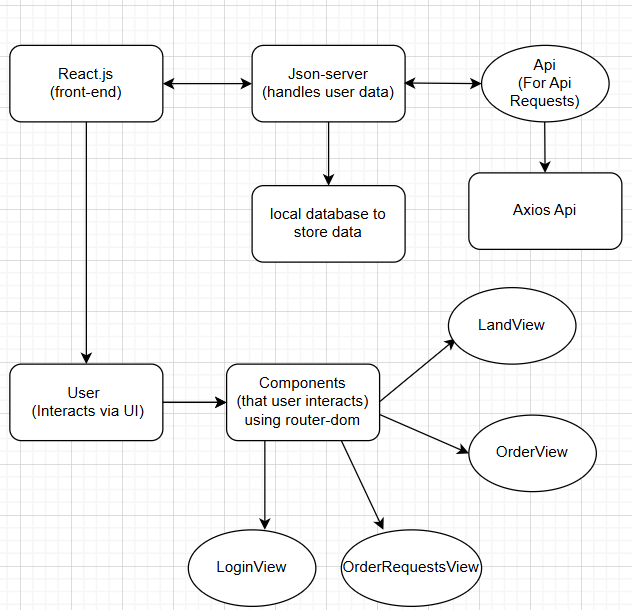 React.js
(front-end)
Json-server
(handles user data)
Api
(For Api
Requests)
local database to
store data
Axios Api
LandView
User
(Interacts via UI)
Components
(that user interacts)
using router-dom
OrderView
LoginView
OrderRequestsView